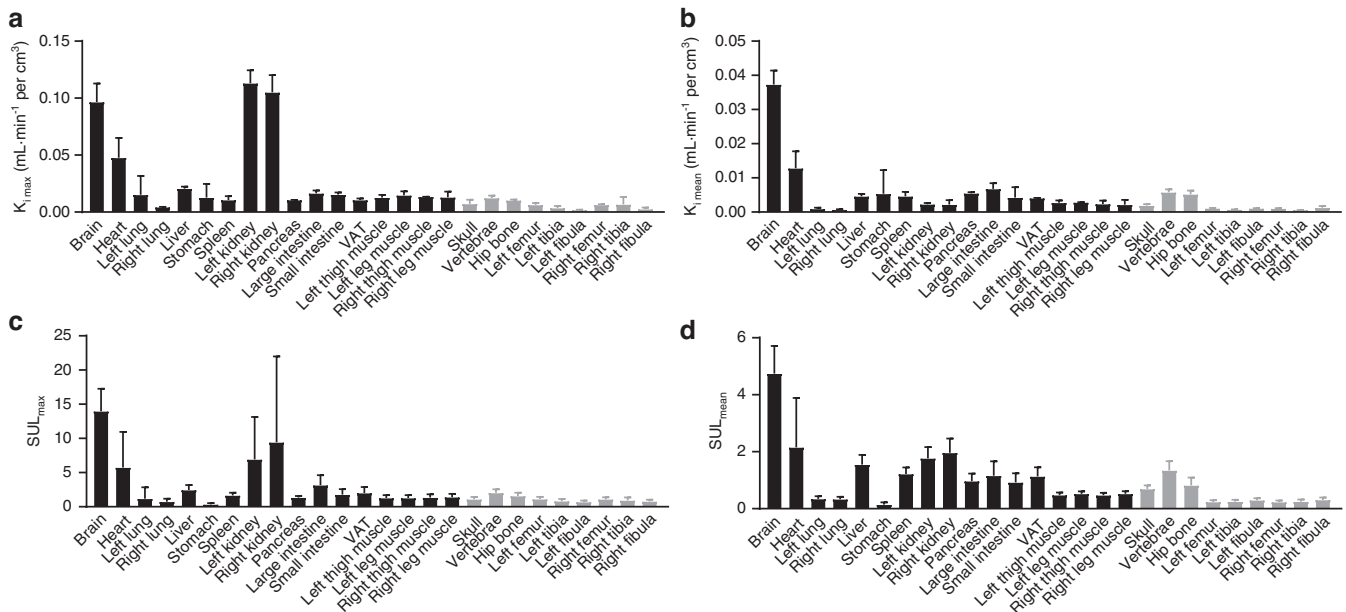 a
K i max (mL·min-1 per cm3)
0.15
0.10
0.05
0.00
Brain
Heart
Left lung
Right lung
Liver
Stomach
Spleen
Left kidney
Right kidney
Pancreas
Large intestine
Small intestine
VAT
Left thigh muscle
Left leg muscle
Right thigh muscle
Right leg muscle
Skull
Vertebrae
Hip bone
Left femur
Left tibia
Left fibula
Right femur
Right tibia
Right fibula
b
K i mean (mL·min-1 per cm3)
0.05
0.04
0.03
0.02
0.01
0.00
Brain
Heart
Left lung
Right lung
Liver
Stomach
Spleen
Left kidney
Right kidney
Pancreas
Large intestine
Small intestine
VAT
Left thigh muscle
Left leg muscle
Right thigh muscle
Right leg muscle
Skull
Vertebrae
Hip bone
Left femur
Left tibia
Left fibula
Right femur
Right tibia
Right fibula
c
SULmax
25
20
15
10
5
0
Brain
Heart
Left lung
Right lung
Liver
Stomach
Spleen
Left kidney
Right kidney
Pancreas
Large intestine
Small intestine
VAT
Left thigh muscle
Left leg muscle
Right thigh muscle
Right leg muscle
Skull
Vertebrae
Hip bone
Left femur
Left tibia
Left fibula
Right femur
Right tibia
Right fibula
d
SULmean
6
4
2
0
Brain
Heart
Left lung
Right lung
Liver
Stomach
Spleen
Left kidney
Right kidney
Pancreas
Large intestine
Small intestine
VAT
Left thigh muscle
Left leg muscle
Right thigh muscle
Right leg muscle
Skull
Vertebrae
Hip bone
Left femur
Left tibia
Left fibula
Right femur
Right tibia
Right fibula